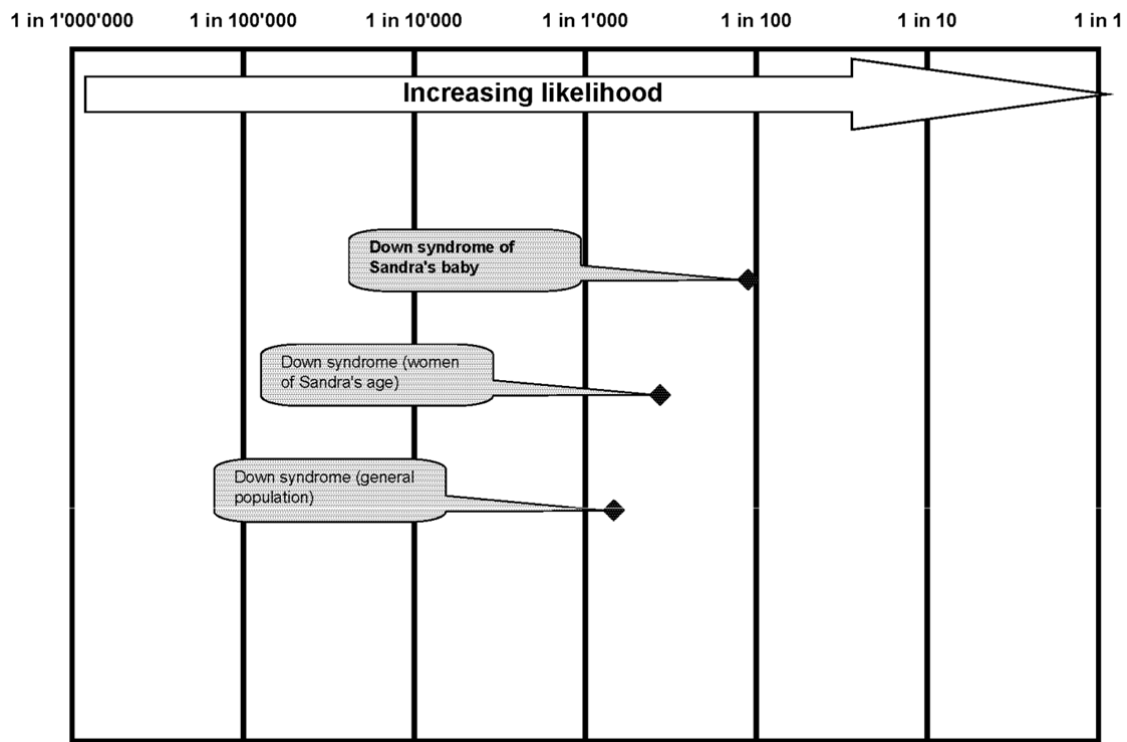 1 in 1'000'000 1 in 100'000 1 in 10'000 1 in 1'000 1 in 100 1 in 10 1 in 1
Increasing likelihood
Down syndrome of
Sandra's baby
Down syndrome (women
of Sandra's age)
Down syndrome (general
population)